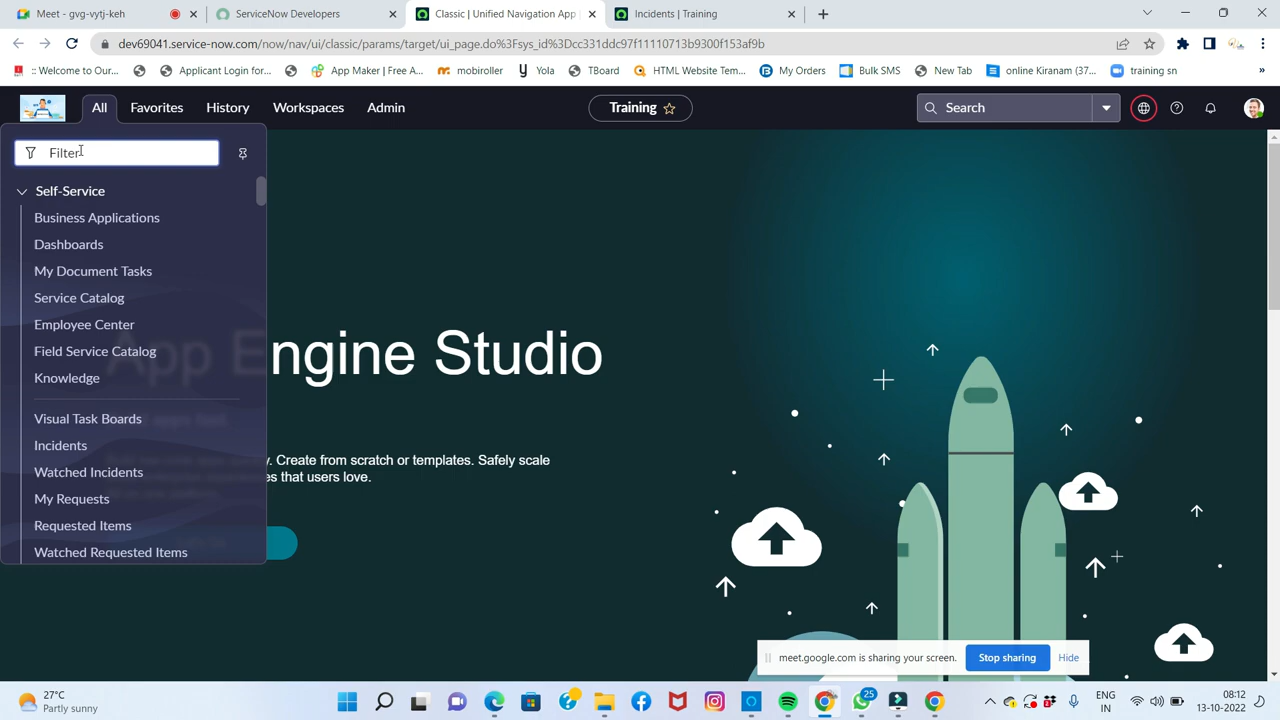 Meet - gvg-vytj-keh
ServiceNow Developers
Classic | Unified Navigation App
Incidents | Training
dev69041.service-now.com/now/nav/ui/classic/params/target/ui_page.do%3Fsys_id%3Dcc331ddc97f11110713b9300f153af9b
:: Welcome to Our...
Applicant Login for...
App Maker | Free A...
mobiroller
Yola
TBoard
HTML Website Tem...
My Orders
Bulk SMS
New Tab
online Kiranam (37...
training sn
»
All
Favorites
History
Workspaces
Admin
Training
Search
Filter
Self-Service
Business Applications
Dashboards
My Document Tasks
Service Catalog
Employee Center
Field Service Catalog
Knowledge
Visual Task Boards
Incidents
Watched Incidents
My Requests
Requested Items
Watched Requested Items
App Engine Studio
. Create from scratch or templates. Safely scale
es that users love.
meet.google.com is sharing your screen.
Stop sharing
Hide
27°C
Partly sunny
25
ENG
IN
08:12
13-10-2022